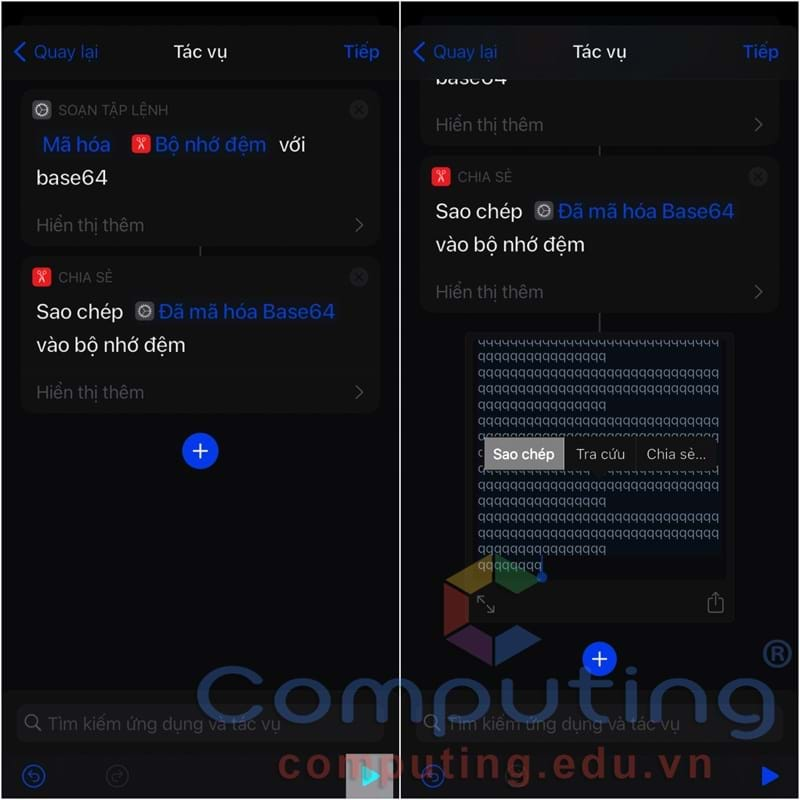 Quay lại
Tác vụ
Tiếp
SOẠN TẬP LỆNH
Mã hóa Bộ nhớ đệm với
base64
Hiển thị thêm
CHIA SẺ
Sao chép Đã mã hóa Base64
vào bộ nhớ đệm
Hiển thị thêm
Tìm kiếm ứng dụng và tác vụ
Quay lại
Tác vụ
Tiếp
base64
Hiển thị thêm
CHIA SẺ
Sao chép Đã mã hóa Base64
vào bộ nhớ đệm
Hiển thị thêm
Sao chép
Tra cứu
Chia sẻ...
qqqqqqqq
Tìm kiếm ứng dụng và tác vụ
Computing®
computing.edu.vn